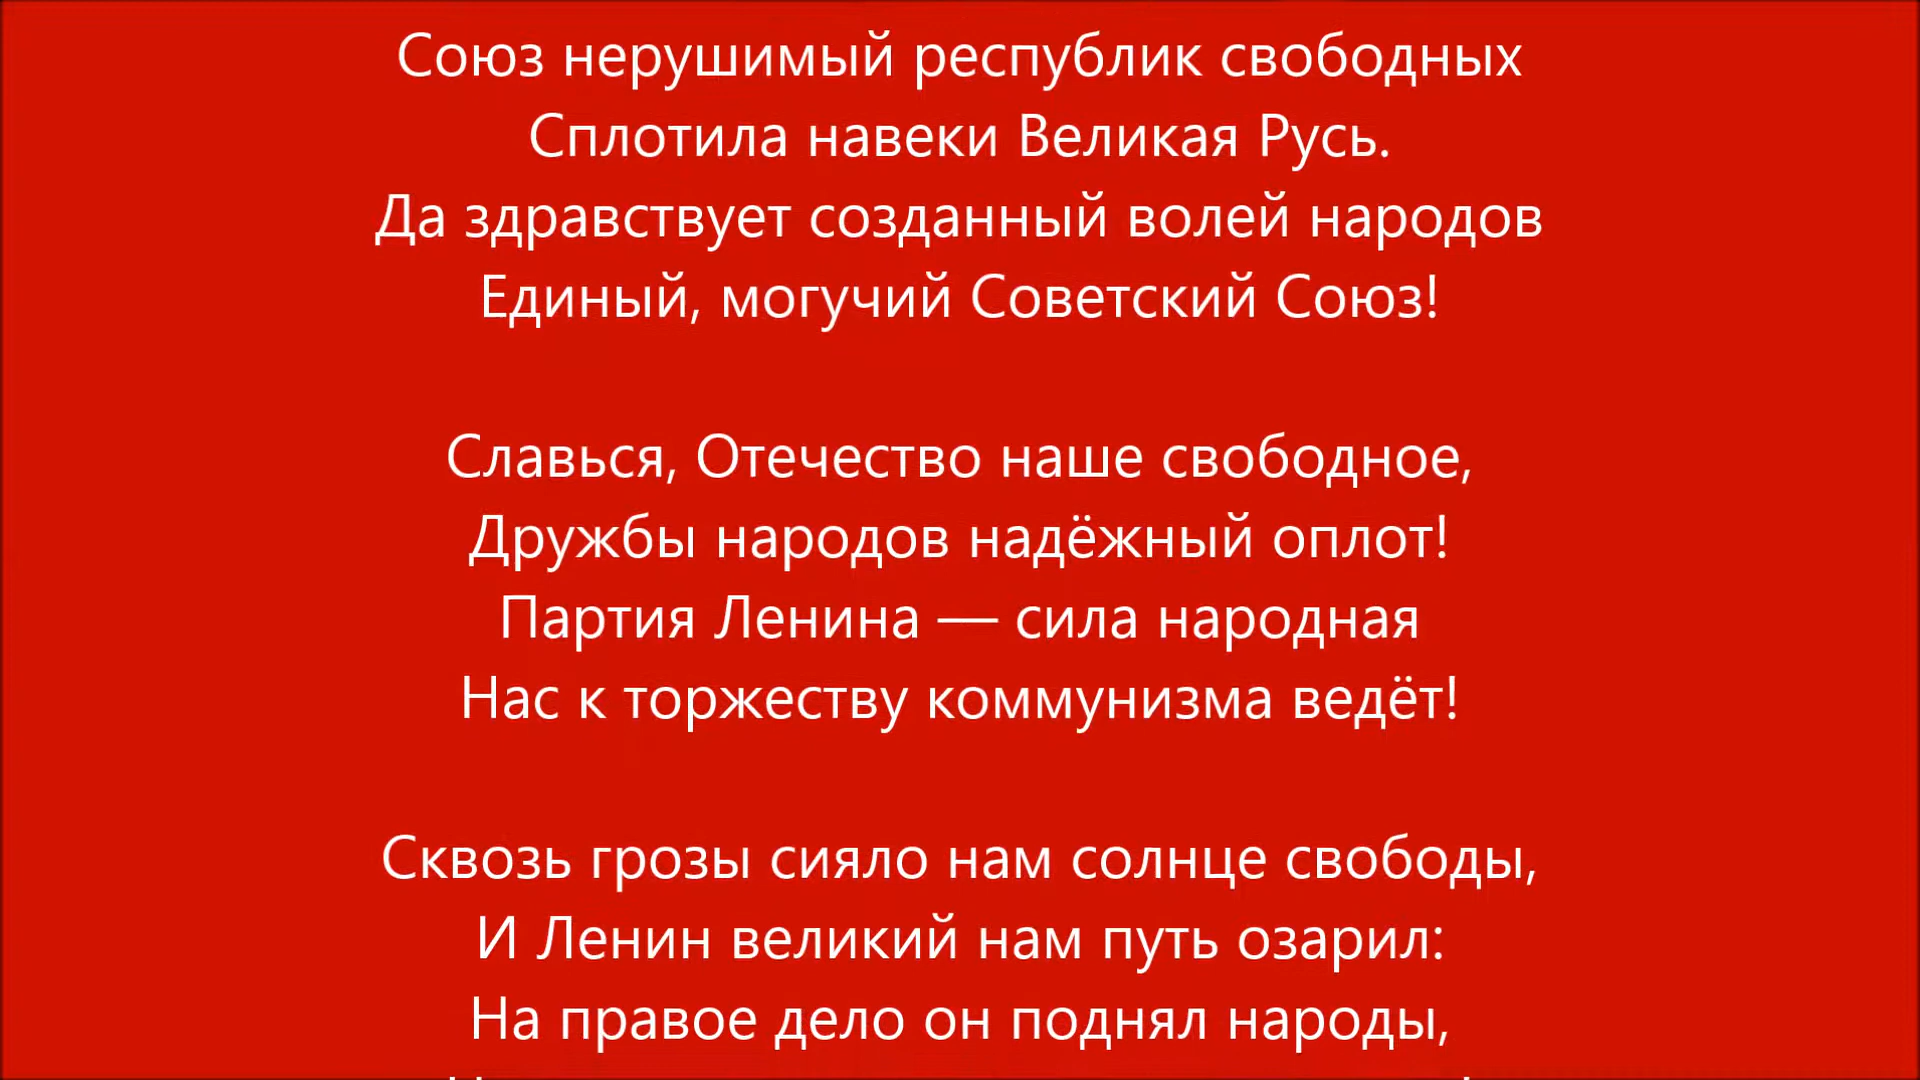 Союз нерушимый республик свободных
Сплотила навеки Великая Русь.
Да здравствует созданный волей народов
Единый, могучий Советский Союз!
Славься, Отечество наше свободное,
Дружбы народов надёжный оплот!
Партия Ленина — сила народная
Нас к торжеству коммунизма ведёт!
Сквозь грозы сияло нам солнце свободы,
И Ленин великий нам путь озарил:
На правое дело он поднял народы,